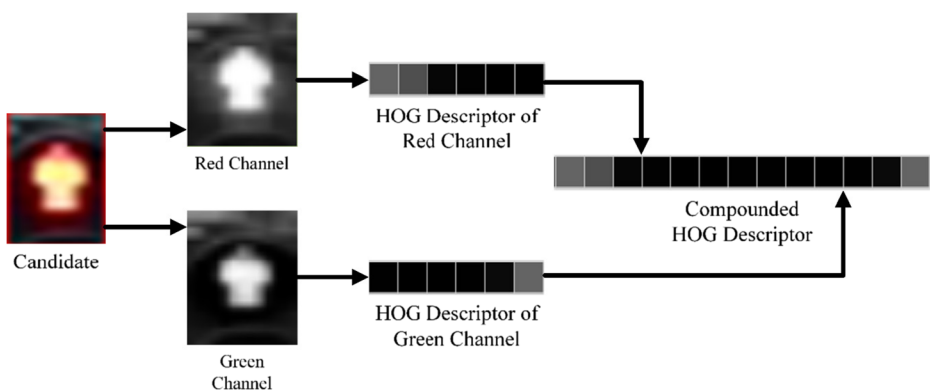 Candidate
Red Channel
Green
Channel
HOG Descriptor of
Red Channel
HOG Descriptor of
Green Channel
Compounded
HOG Descriptor